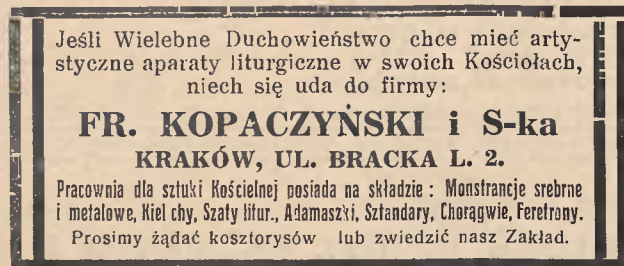 Jeśli Wielebne Duchowieństwo chce mieć arty-
styczne aparaty liturgiczne w swoich Kościołach,
niech się uda do firmy:
FR. KOPACZYŃSKI i S-ka
KRAKÓW, UL. BRACKA L. 2.
Pracownia dla sztuki Kościelnej posiada na składzie : Monstrancje srebrne
i metalowe, Kiel chy, Szaty litur., Adamaszki, Sztandary, Chorągwie, Feretrony.
Prosimy żądać kosztorysów lub zwiedzić nasz Zakład.